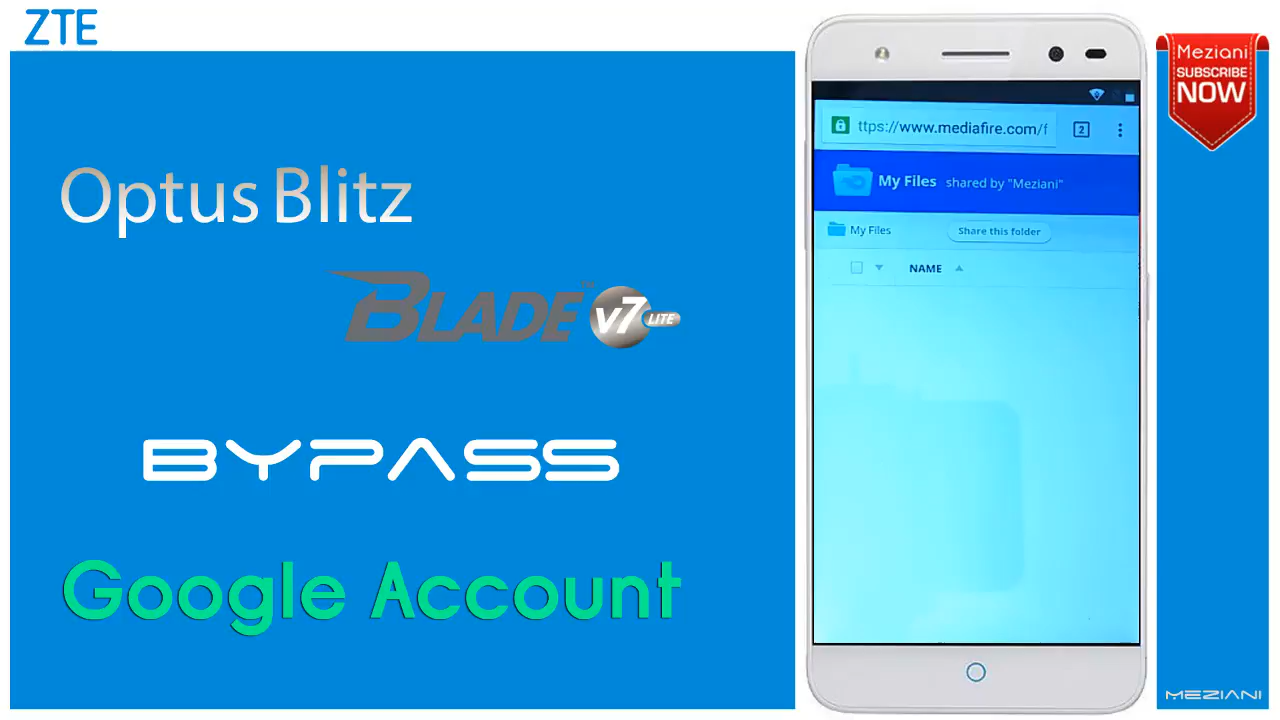 ZTE
Optus Blitz
BLADE™ v7 LITE
BYPASS
Google Account
ttps://www.mediafire.com/f
2
My Files shared by "Meziani"
My Files
Share this folder
NAME
Meziani
SUBSCRIBE
NOW
MEZIANI